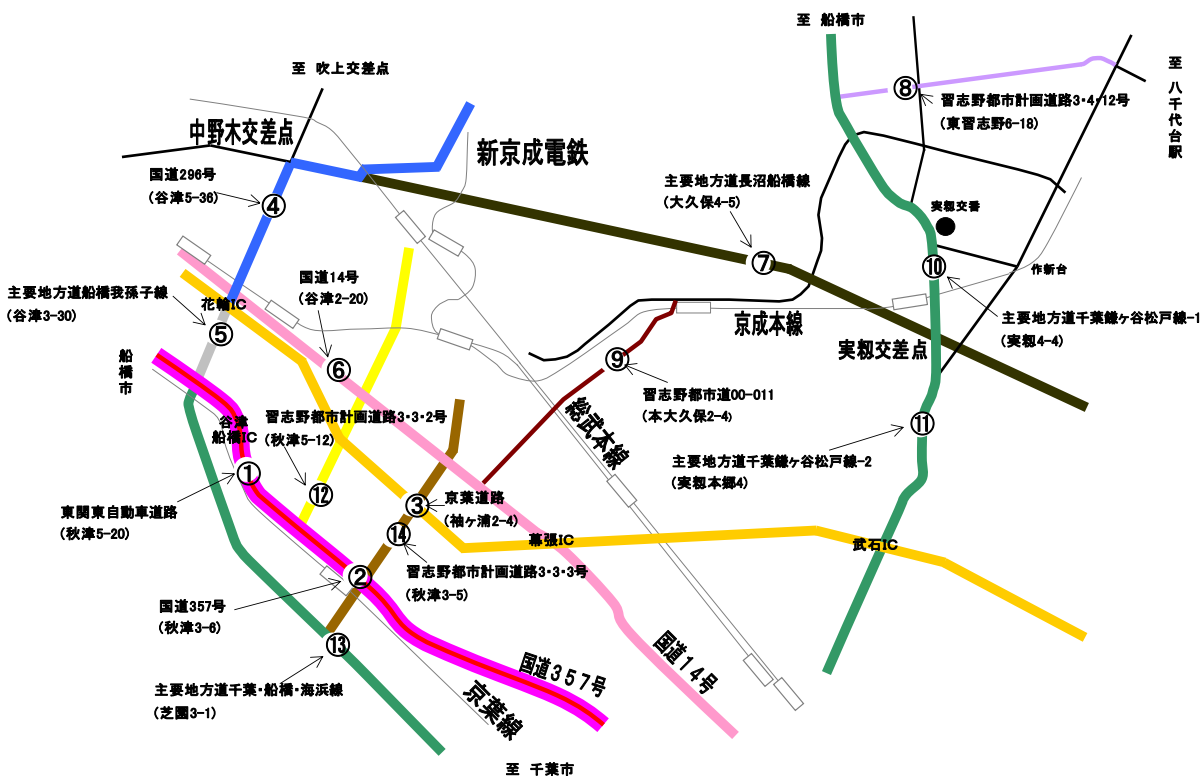 至 船橋市
至 吹上交差点
至 八千代台駅
⑧
習志野都市計画道路3・4・12号
(東習志野6-18)
中野木交差点
新京成電鉄
国道296号
(谷津5-36)
④
主要地方道長沼船橋線
(大久保4-5)
⑦
実籾交番
⑩
作新台
国道14号
(谷津2-20)
主要地方道船橋我孫子線
(谷津3-30)
花輪IC
⑤
京成本線
主要地方道千葉鎌ヶ谷松戸線-1
(実籾4-4)
実籾交差点
船橋市
⑥
⑨
習志野都市道00-011
(本大久保2-4)
谷津
船橋IC
習志野都市計画道路3・3・2号
(秋津5-12)
総武本線
⑪
主要地方道千葉鎌ヶ谷松戸線-2
(実籾本郷4)
①
⑫
東関東自動車道路
(秋津5-20)
③
京葉道路
(袖ヶ浦2-4)
⑭
幕張IC
武石IC
習志野都市計画道路3・3・3号
(秋津3-5)
②
国道357号
(秋津3-6)
⑬
国道357号
国道14号
主要地方道千葉・船橋・海浜線
(芝園3-1)
京葉線
至 千葉市